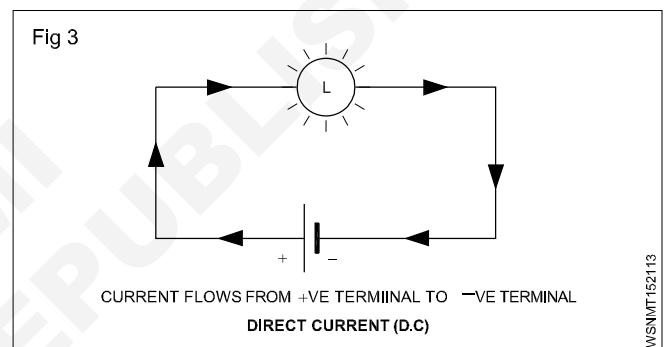 Fig 3
L
+ −
CURRENT FLOWS FROM +VE TERMIINAL TO −VE TERMINAL
DIRECT CURRENT (D.C)
WSNMT152113